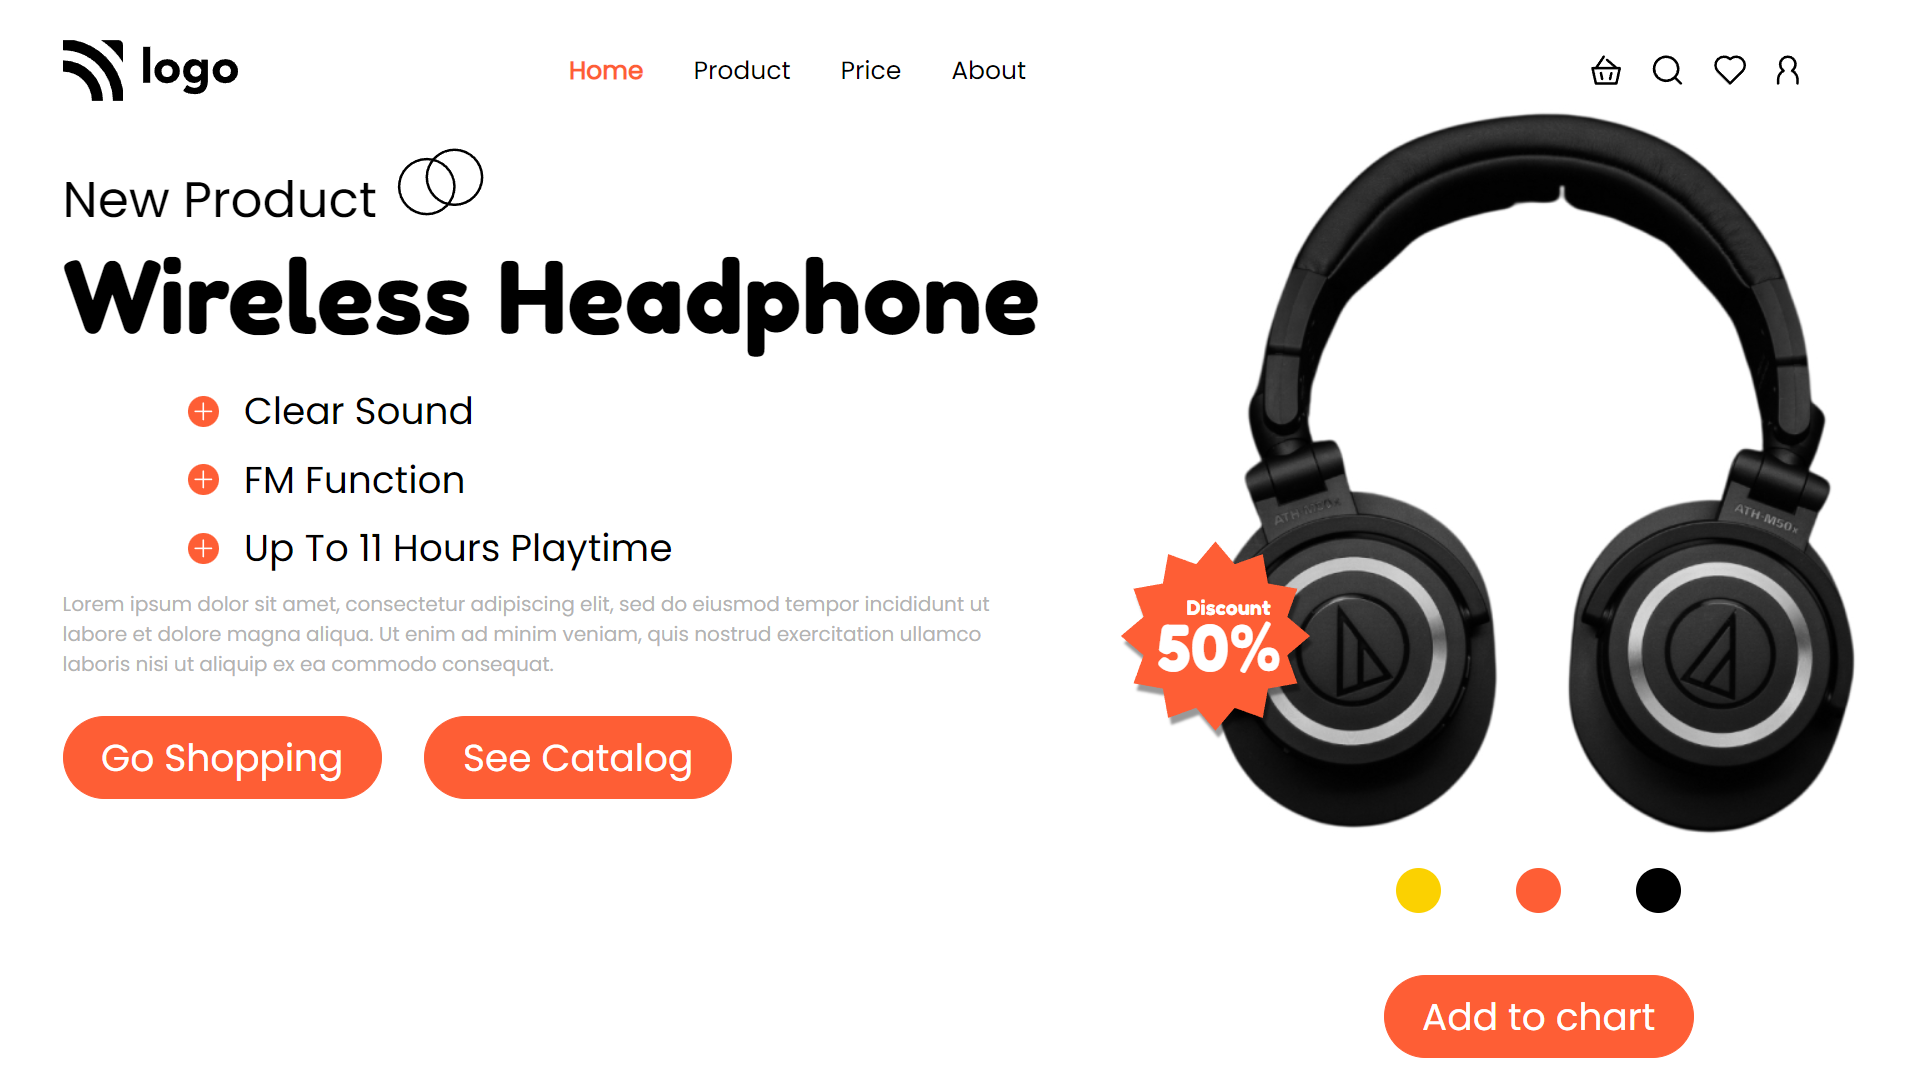 logo
Home Product Price About
New Product
Wireless Headphone
Clear Sound
FM Function
Up To 11 Hours Playtime
Lorem ipsum dolor sit amet, consectetur adipiscing elit, sed do eiusmod tempor incididunt ut
labore et dolore magna aliqua. Ut enim ad minim veniam, quis nostrud exercitation ullamco
laboris nisi ut aliquip ex ea commodo consequat.
Go Shopping See Catalog
ATH-M50x
ATH-M50x
Discount
50%
Add to chart